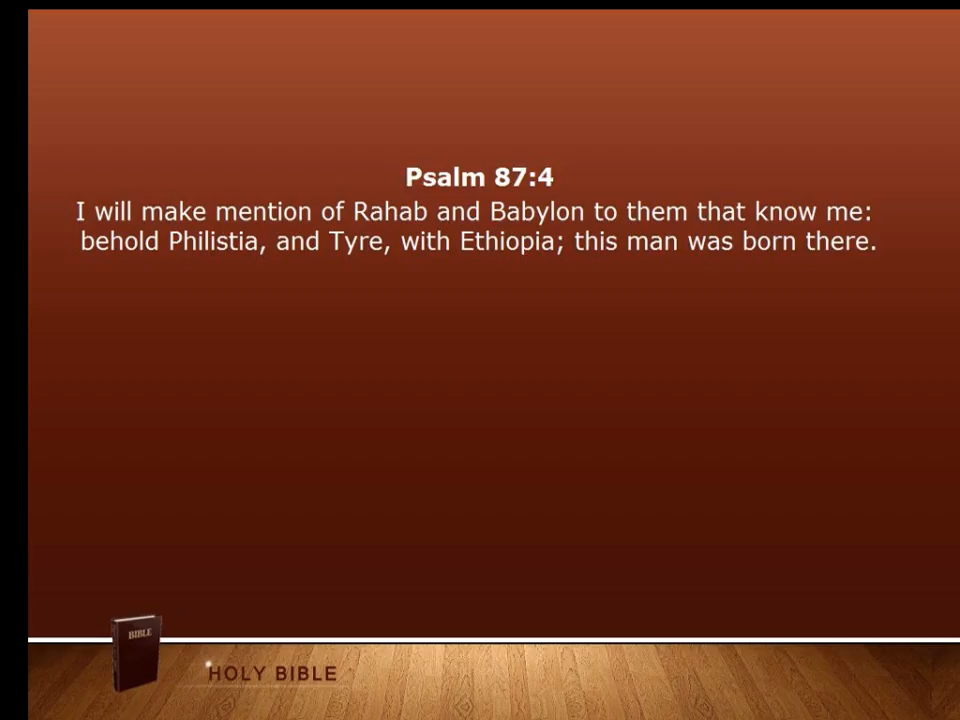 Psalm 87:4
I will make mention of Rahab and Babylon to them that know me:
behold Philistia, and Tyre, with Ethiopia; this man was born there.
BIBLE
HOLY BIBLE